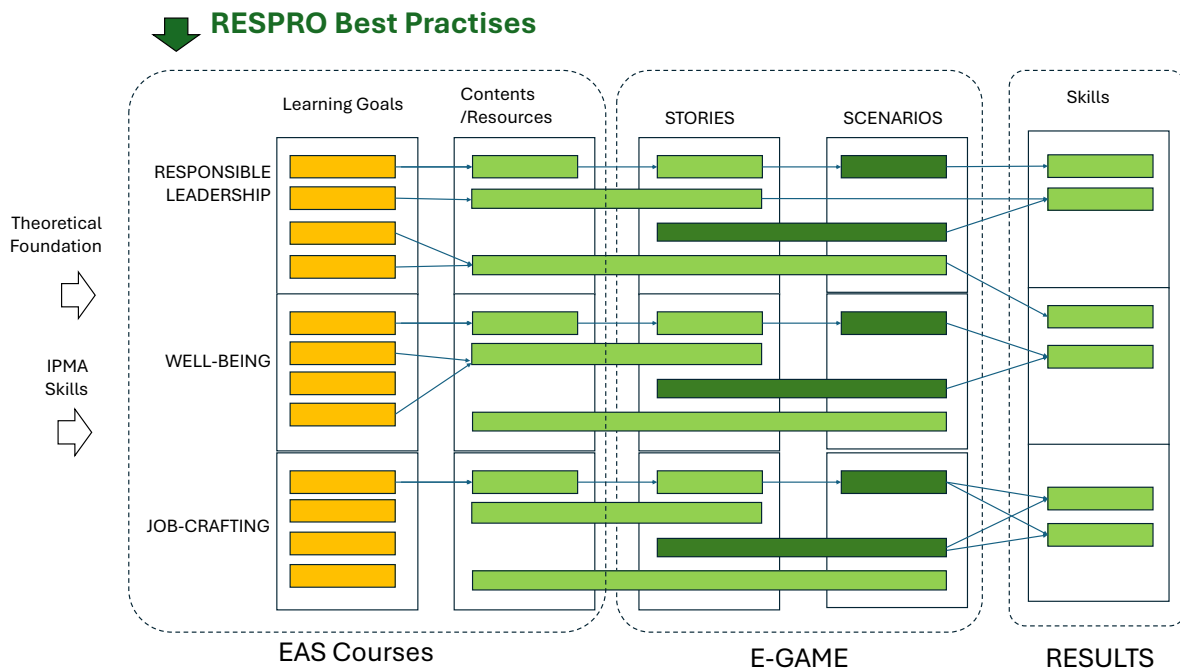 RESPRO Best Practises
Learning Goals
Contents
/Resources
STORIES
SCENARIOS
Skills
RESPONSIBLE
LEADERSHIP
Theoretical
Foundation
WELL-BEING
IPMA
Skills
JOB-CRAFTING
EAS Courses
E-GAME
RESULTS